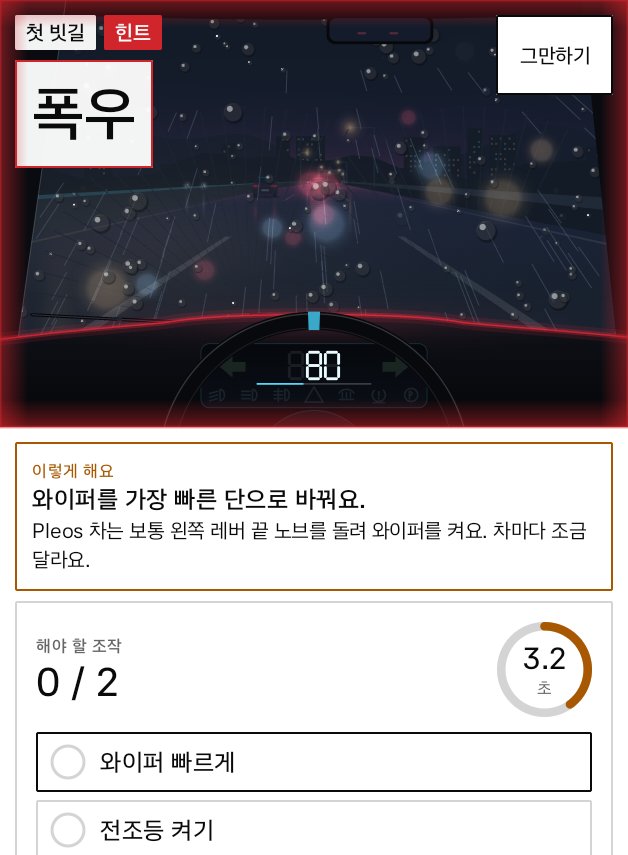 첫 빗길
힌트
그만하기
폭우
80
이렇게 해요
와이퍼를 가장 빠른 단으로 바꿔요.
Pleos 차는 보통 왼쪽 레버 끝 노브를 돌려 와이퍼를 켜요. 차마다 조금
달라요.
해야 할 조작
0 / 2
3.2
초
와이퍼 빠르게
전조등 켜기